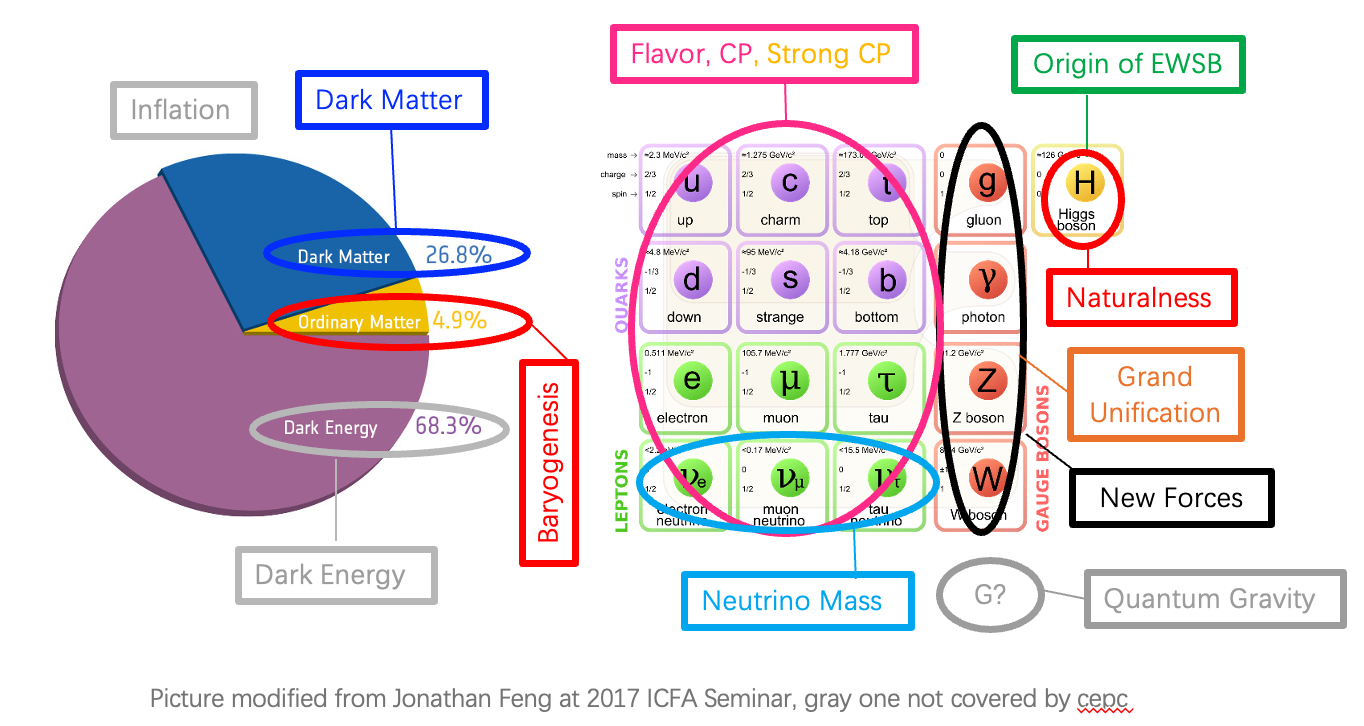 Inflation
Dark Matter
Flavor, CP, Strong CP
Origin of EWSB
Dark Matter 26.8%
Ordinary Matter 4.9%
Dark Energy 68.3%
Baryogenesis
Dark Energy
mass →
charge →
spin →
QUARKS
LEPTONS
GAUGE BOSONS
≈2.3 MeV/c²
2/3
1/2
u
up
≈1.275 GeV/c²
2/3
1/2
c
charm
2/3
1/2
t
top
0
0
1
g
gluon
H
Higgs
boson
≈4.8 MeV/c²
-1/3
1/2
d
down
≈95 MeV/c²
-1/3
1/2
s
strange
≈4.18 GeV/c²
-1/3
1/2
b
bottom
γ
photon
0.511 MeV/c²
-1
1/2
e
electron
105.7 MeV/c²
-1
1/2
μ
muon
1.777 GeV/c²
-1
1/2
τ
tau
Z
Z boson
1/2
νe
electron
neutrino
<0.17 MeV/c²
0
1/2
νμ
muon
neutrino
<15.5 MeV/c²
0
1/2
ντ
tau
neutrino
1
W
W boson
Naturalness
Grand
Unification
New Forces
Neutrino Mass
G?
Quantum Gravity
Picture modified from Jonathan Feng at 2017 ICFA Seminar, gray one not covered by cepc